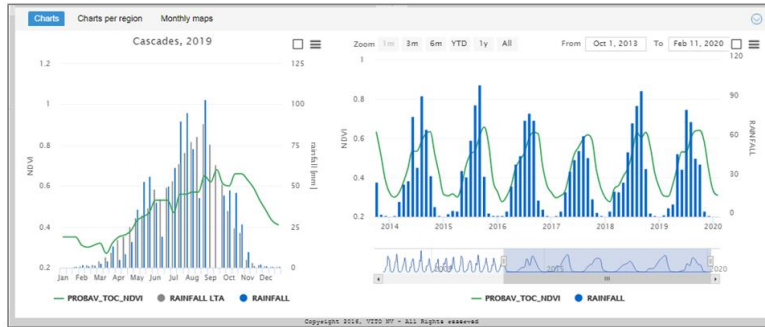 Charts Charts per region Monthly maps
Cascades, 2019
1.2
1
0.8
0.6
0.4
0.2
NDVI
125
100
75
50
25
0
rainfall [mm]
Jan Feb Mar Apr May Jun Jul Aug Sep Oct Nov Dec
PROBAV_TOC_NDVI RAINFALL LTA RAINFALL
Zoom 1m 3m 6m YTD 1y All From Oct 1, 2013 To Feb 11, 2020
1
0.8
0.6
0.4
0.2
NDVI
120
90
60
30
0
RAINFALL
2014 2015 2016 2017 2018 2019 2020
2015 2020
PROBAV_TOC_NDVI RAINFALL
Copyright 2016, VITO NV - All Rights reserved